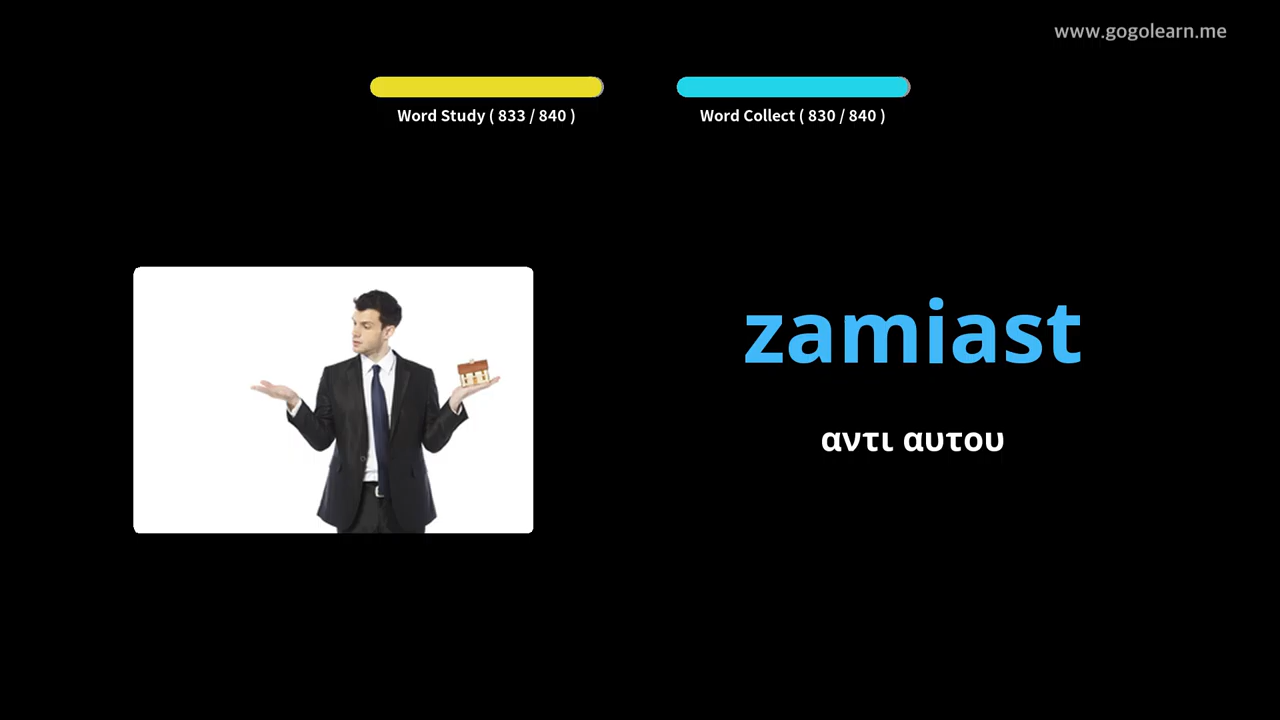 www.gogolearn.me
Word Study ( 833 / 840 )
Word Collect ( 830 / 840 )
zamiast
αντι αυτου